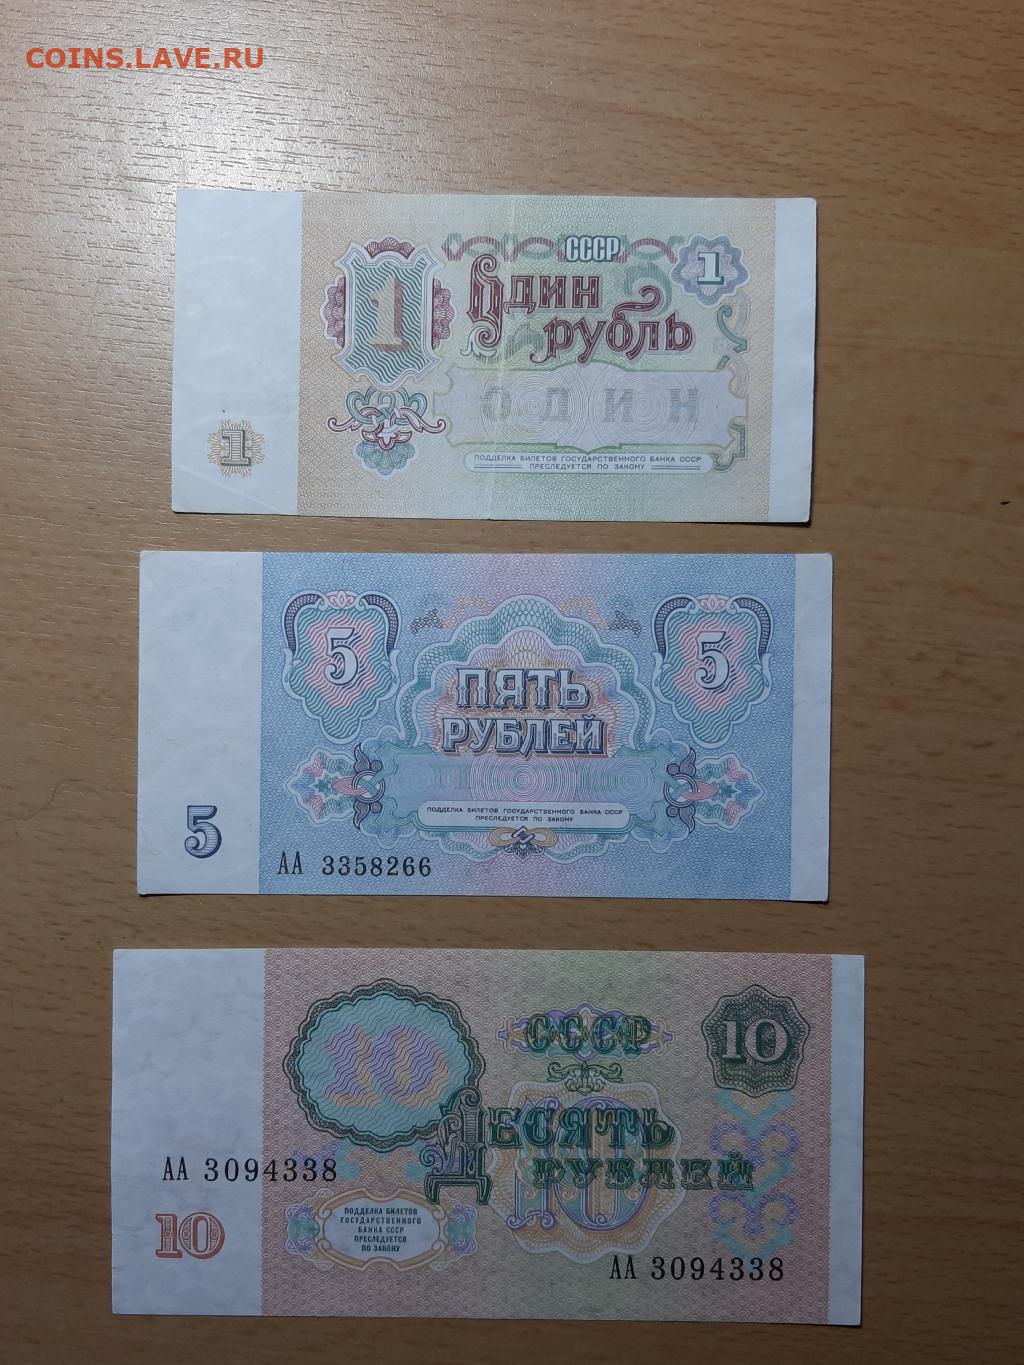 COINS.LAVE.RU
СССР
1
1
Один
рубль
ОДИН
1
ПОДДЕЛКА БИЛЕТОВ ГОСУДАРСТВЕННОГО БАНКА СССР
ПРЕСЛЕДУЕТСЯ ПО ЗАКОНУ
5
5
ПЯТЬ
РУБЛЕЙ
ПОДДЕЛКА БИЛЕТОВ ГОСУДАРСТВЕННОГО БАНКА СССР
ПРЕСЛЕДУЕТСЯ ПО ЗАКОНУ
5
АА 3358266
10
СССР
10
ДЕСЯТЬ
РУБЛЕЙ
10
АА 3094338
10
ПОДДЕЛКА БИЛЕТОВ
ГОСУДАРСТВЕННОГО
БАНКА СССР
ПРЕСЛЕДУЕТСЯ
ПО ЗАКОНУ
АА 3094338